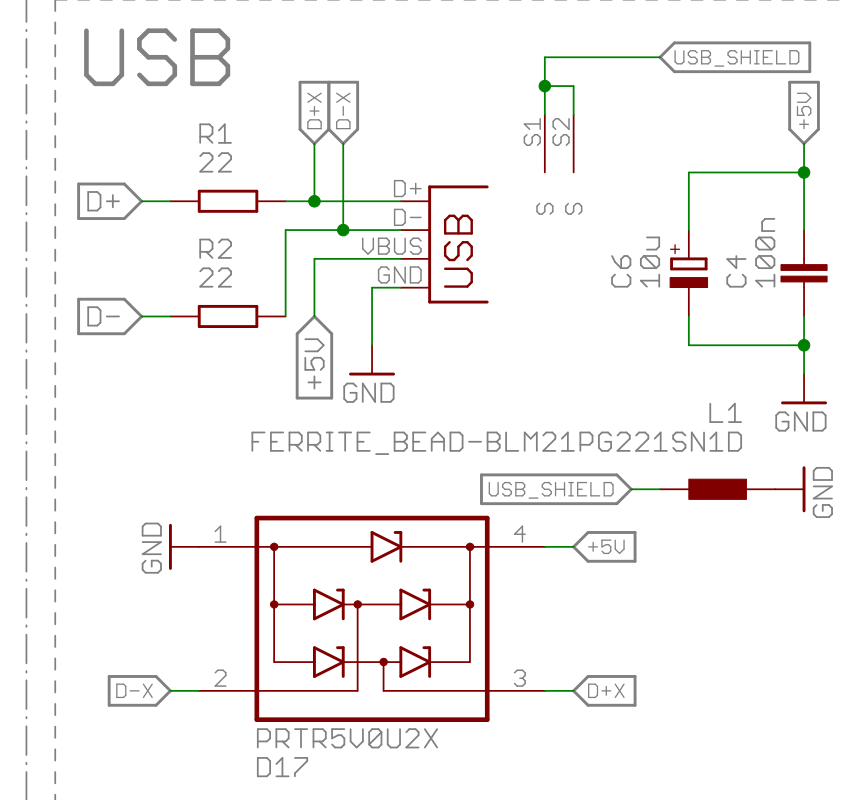 USB
USB_SHIELD
+5V
D+X
D-X
R1
22
D+
D+
D-
VBUS
GND
USB
S1
S2
S
S
R2
22
D-
+5V
GND
C6
10u
+
C4
100n
GND
L1
FERRITE_BEAD-BLM21PG221SN1D
USB_SHIELD
GND
GND
1
4
+5V
D-X
2
3
D+X
PRTR5V0U2X
D17